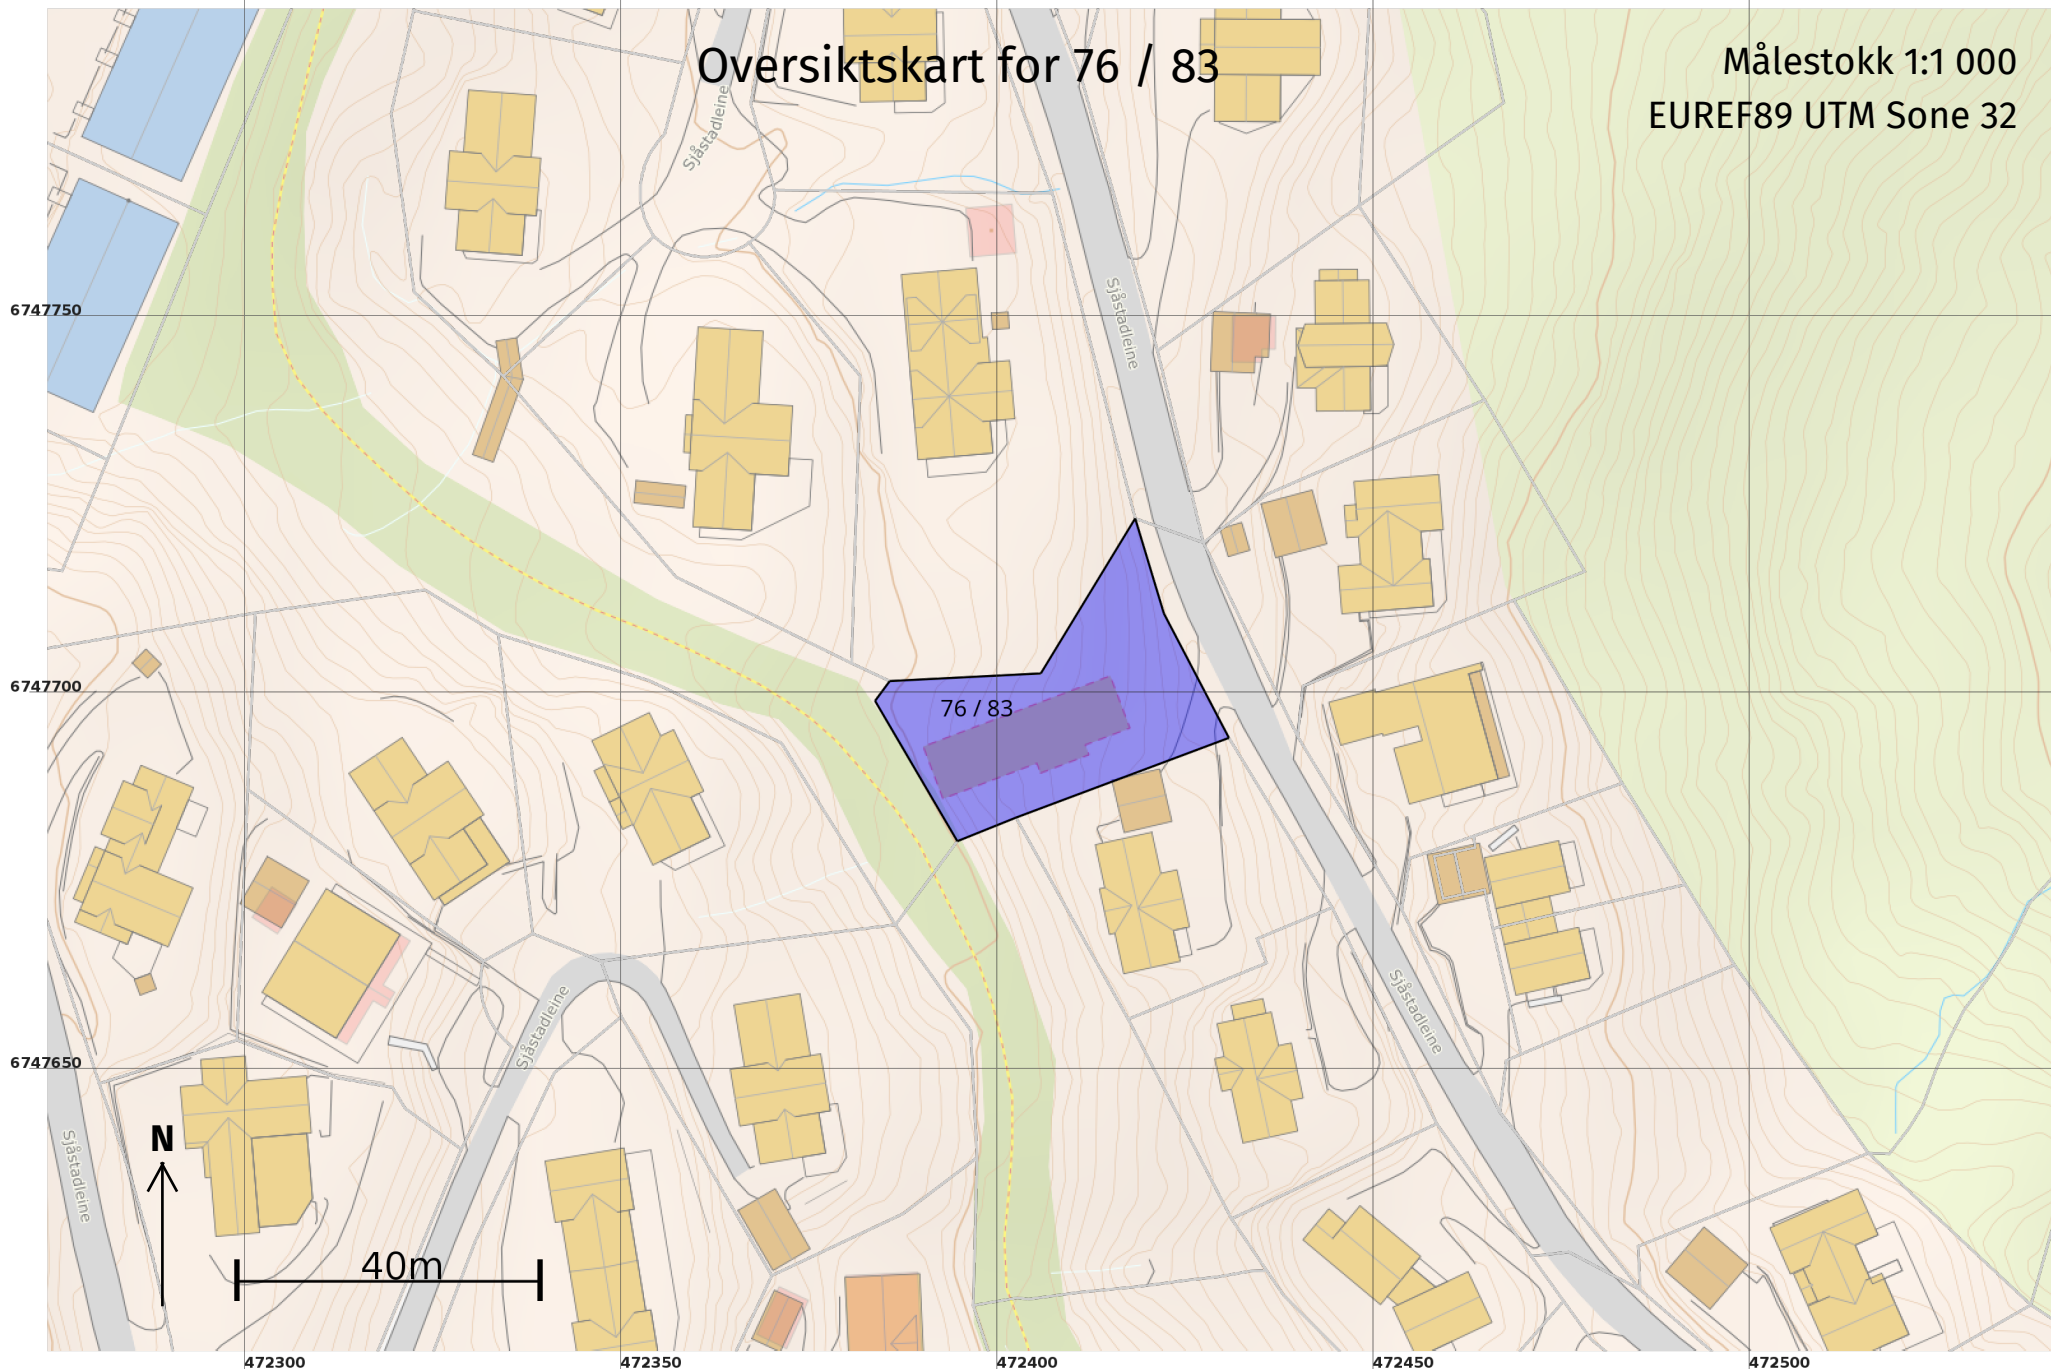 Oversiktskart for 76 / 83
Målestokk 1:1 000
EUREF89 UTM Sone 32
Sjåstadleine
Sjåstadleine
6747750
6747700
76 / 83
6747650
Sjåstadleine
Sjåstadleine
Sjåstadleine
N
40m
472300
472350
472400
472450
472500